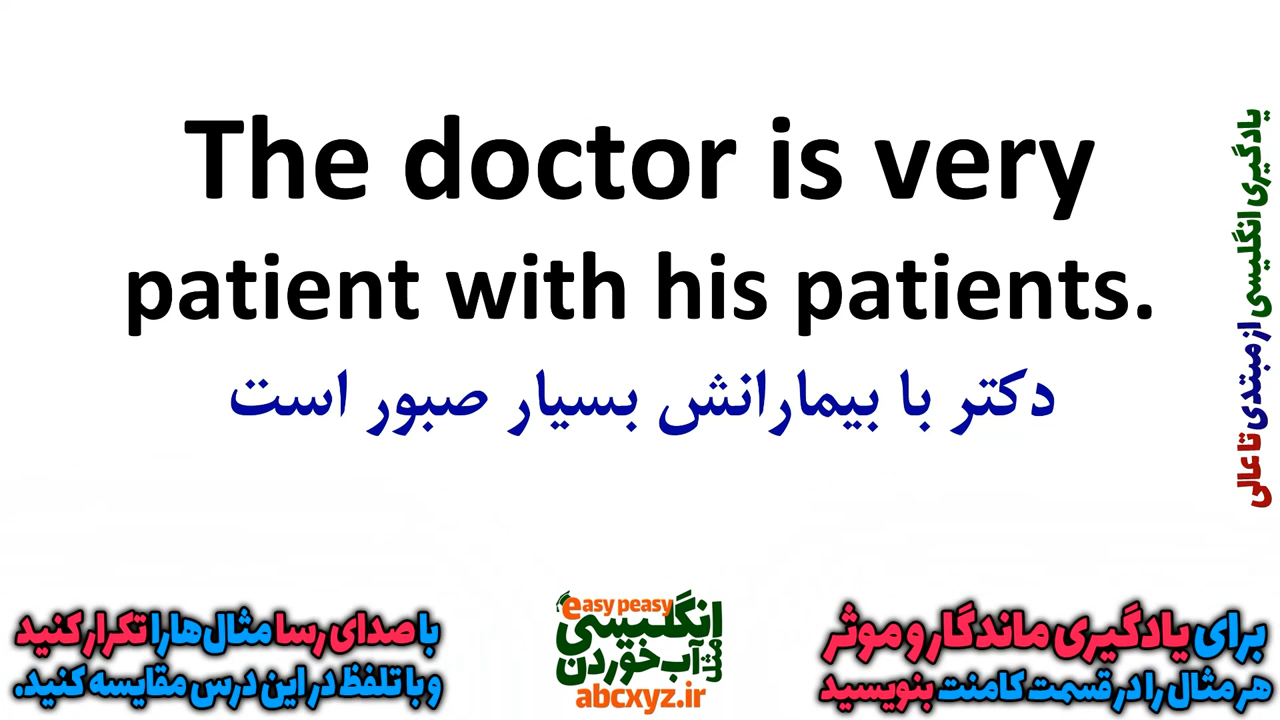 The doctor is very
patient with his patients.
دکتر با بیمارانش بسیار صبور است
یادگیری انگلیسی از مبتدی تا عالی
برای یادگیری ماندگار و موثر
هر مثال را در قسمت کامنت بنویسید
easy peasy
انگلیسی
مثل
آب خوردن
abcxyz.ir
با صدای رسا مثال‌ها را تکرار کنید
و با تلفظ در این درس مقایسه کنید.